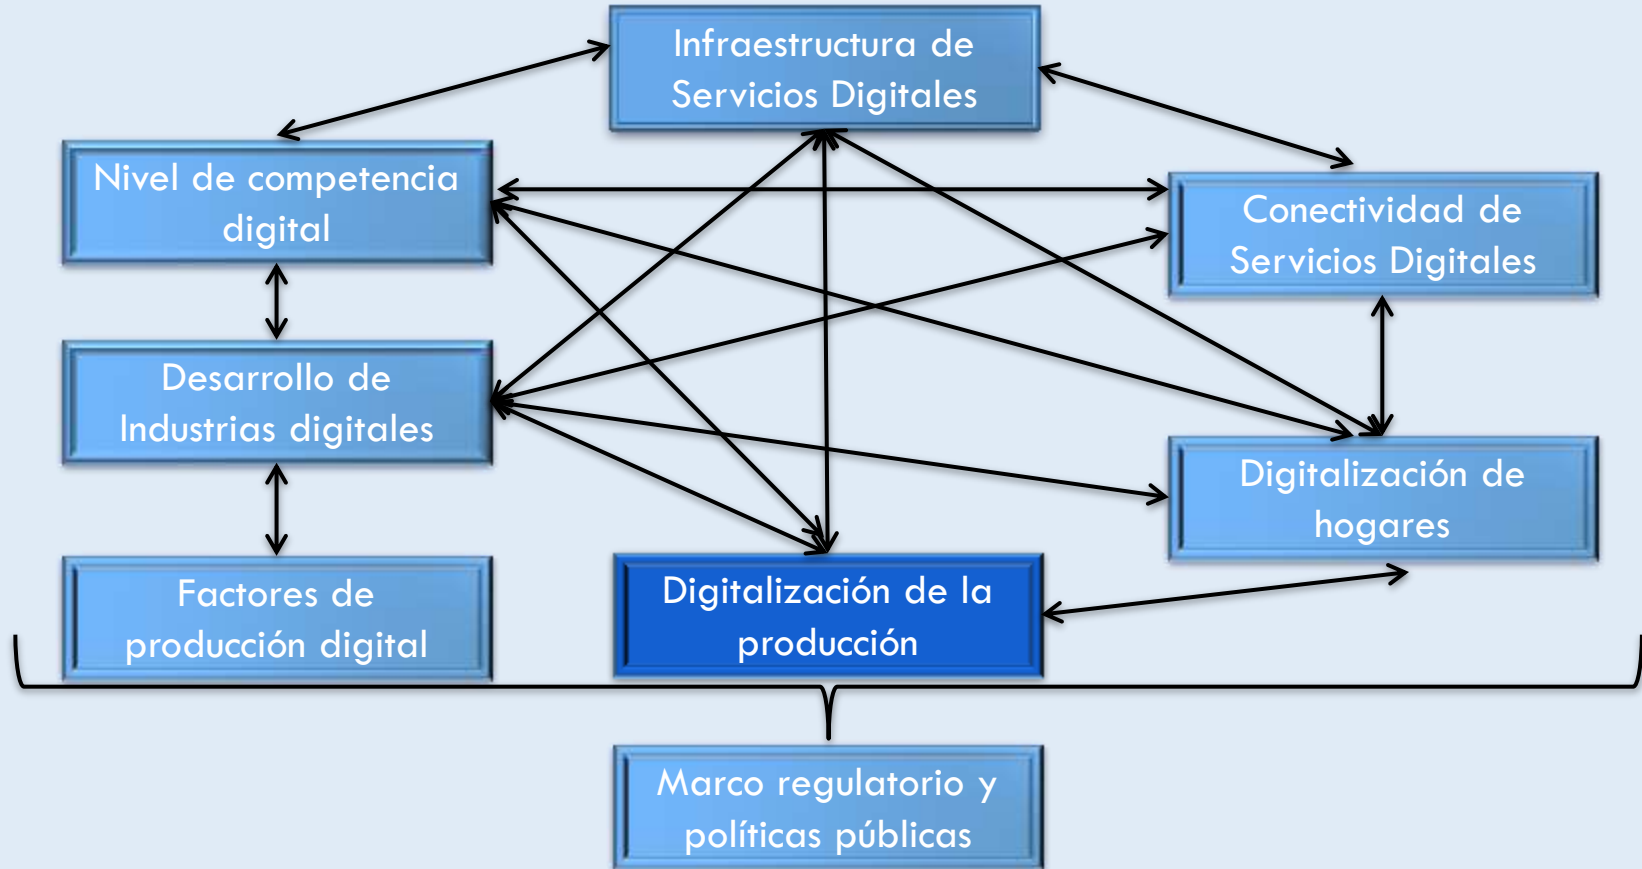 Infraestructura de
Servicios Digitales
Nivel de competencia
digital
Conectividad de
Servicios Digitales
Desarrollo de
Industrias digitales
Digitalización de
hogares
Factores de
producción digital
Digitalización de la
producción
Marco regulatorio y
políticas públicas